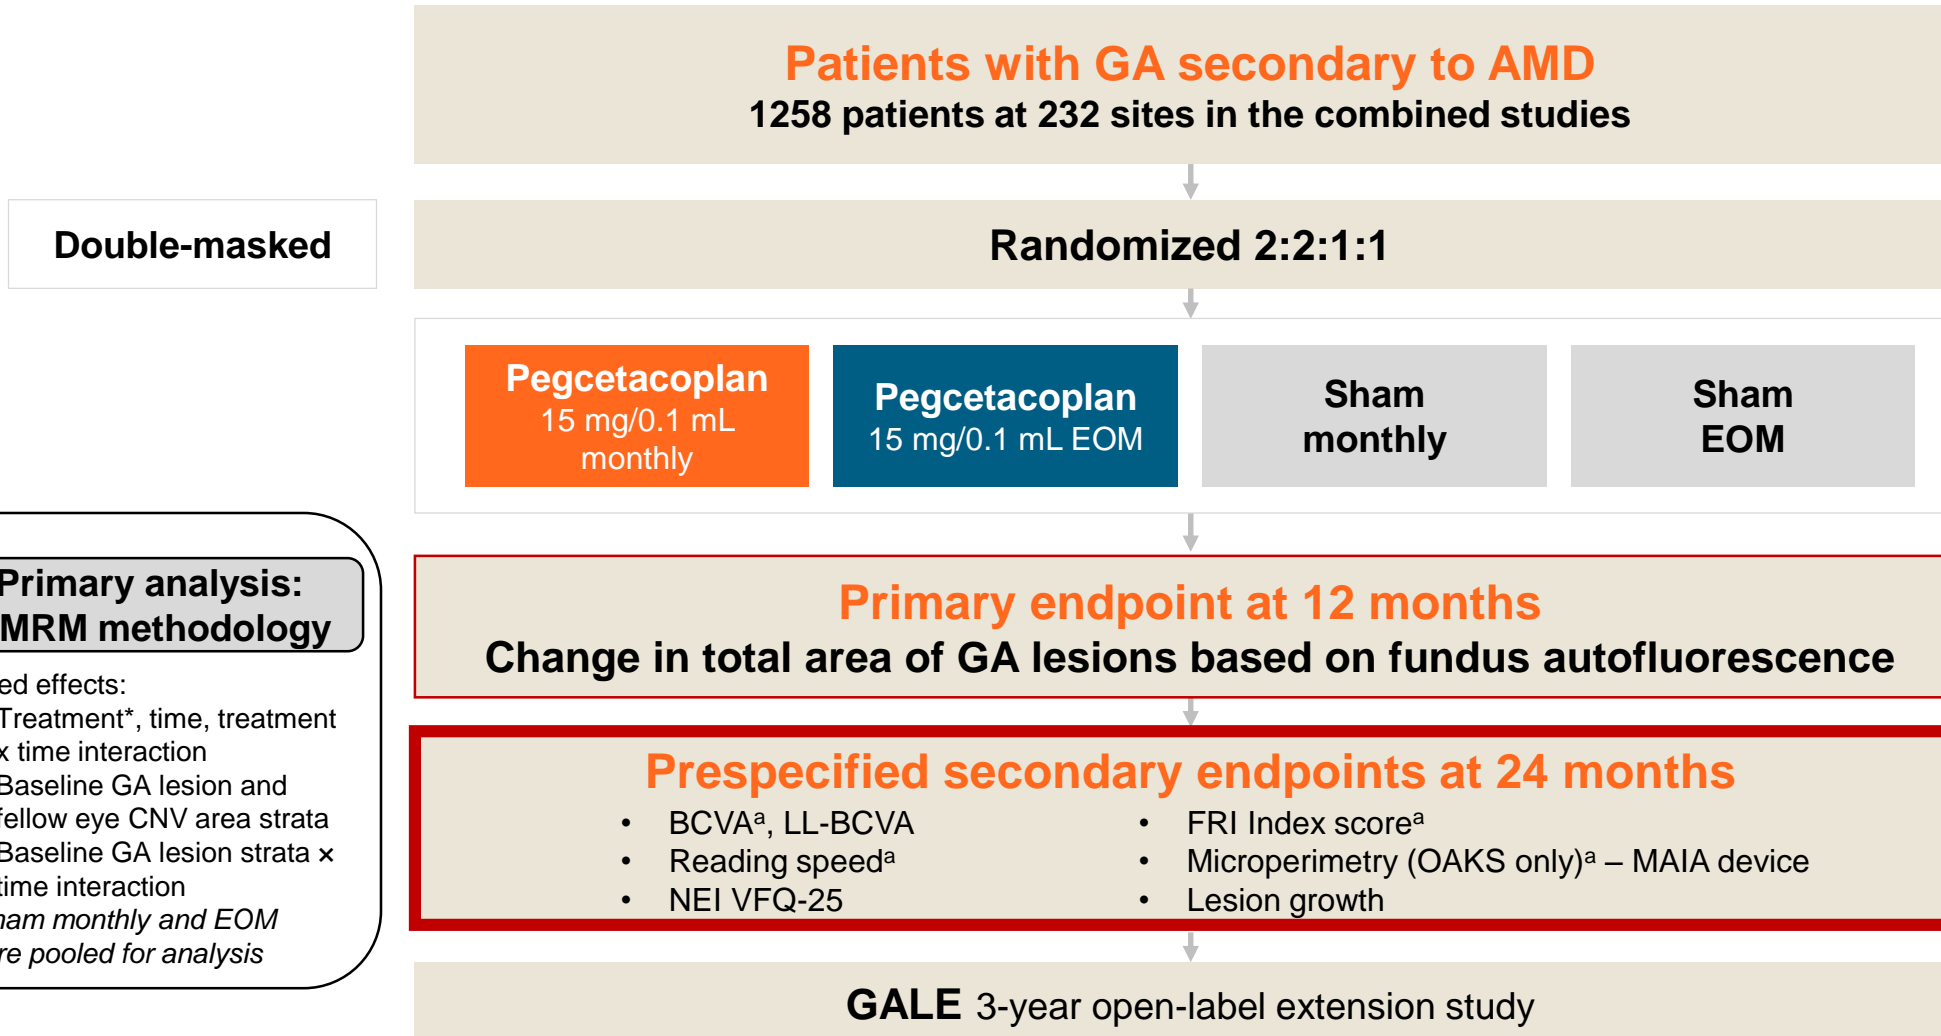 Patients with GA secondary to AMD
1258 patients at 232 sites in the combined studies
Double-masked
Randomized 2:2:1:1
Pegcetacoplan
15 mg/0.1 mL
monthly
Pegcetacoplan
15 mg/0.1 mL EOM
Sham
monthly
Sham
EOM
Primary analysis:
MRM methodology
ed effects:
Treatment*, time, treatment
x time interaction
Baseline GA lesion and
fellow eye CNV area strata
Baseline GA lesion strata ×
time interaction
ham monthly and EOM
re pooled for analysis
Primary endpoint at 12 months
Change in total area of GA lesions based on fundus autofluorescence
Prespecified secondary endpoints at 24 months
• BCVAᵃ, LL-BCVA
• Reading speedᵃ
• NEI VFQ-25
• FRI Index scoreᵃ
• Microperimetry (OAKS only)ᵃ – MAIA device
• Lesion growth
GALE 3-year open-label extension study